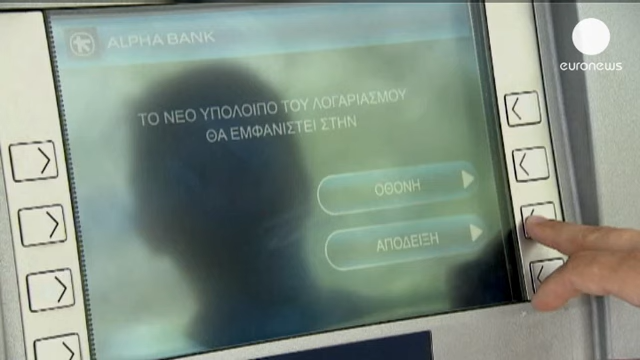 ALPHA BANK
euronews
ΤΟ ΝΕΟ ΥΠΟΛΟΙΠΟ ΤΟΥ ΛΟΓΑΡΙΑΣΜΟΥ
ΘΑ ΕΜΦΑΝΙΣΤΕΙ ΣΤΗΝ
ΟΘΟΝΗ
ΑΠΟΔΕΙΞΗ